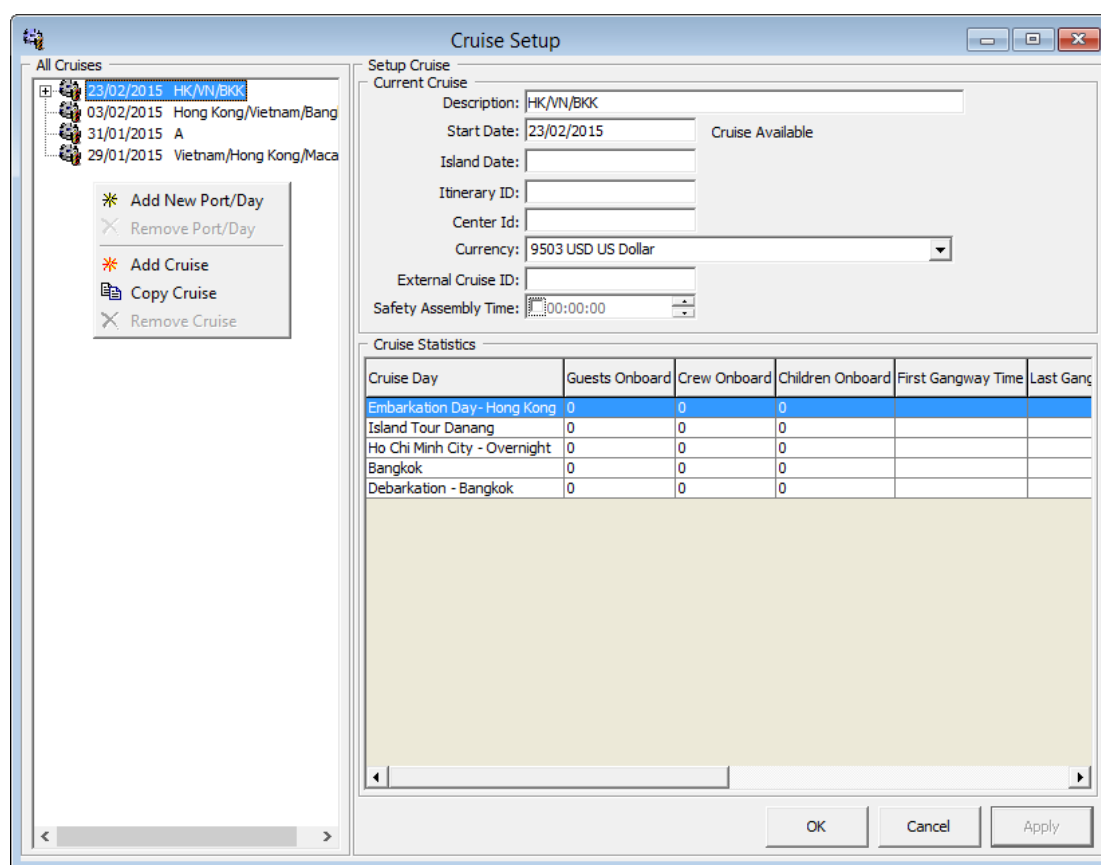 Cruise Setup
All Cruises
23/02/2015 HK/VN/BKK
03/02/2015 Hong Kong/Vietnam/Bang
31/01/2015 A
29/01/2015 Vietnam/Hong Kong/Maca
Add New Port/Day
Remove Port/Day
Add Cruise
Copy Cruise
Remove Cruise
Setup Cruise
Current Cruise
Description: HK/VN/BKK
Start Date: 23/02/2015 Cruise Available
Island Date:
Itinerary ID:
Center Id:
Currency: 9503 USD US Dollar
External Cruise ID:
Safety Assembly Time: 00:00:00
Cruise Statistics
Cruise Day Guests Onboard Crew Onboard Children Onboard First Gangway Time Last Gang
Embarkation Day- Hong Kong 0 0 0
Island Tour Danang 0 0 0
Ho Chi Minh City - Overnight 0 0 0
Bangkok 0 0 0
Debarkation - Bangkok 0 0 0
OK Cancel Apply